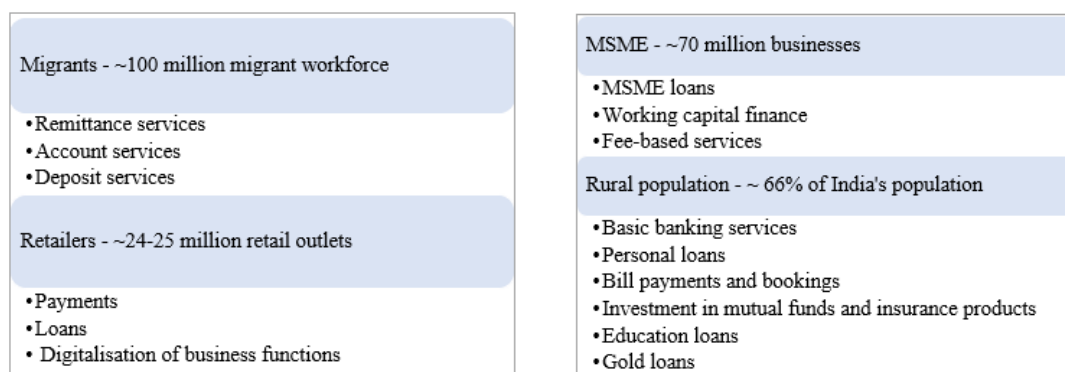 Migrants - ~100 million migrant workforce
•Remittance services
•Account services
•Deposit services
Retailers - ~24-25 million retail outlets
•Payments
•Loans
• Digitalisation of business functions
MSME - ~70 million businesses
•MSME loans
•Working capital finance
•Fee-based services
Rural population - ~ 66% of India's population
•Basic banking services
•Personal loans
•Bill payments and bookings
•Investment in mutual funds and insurance products
•Education loans
•Gold loans